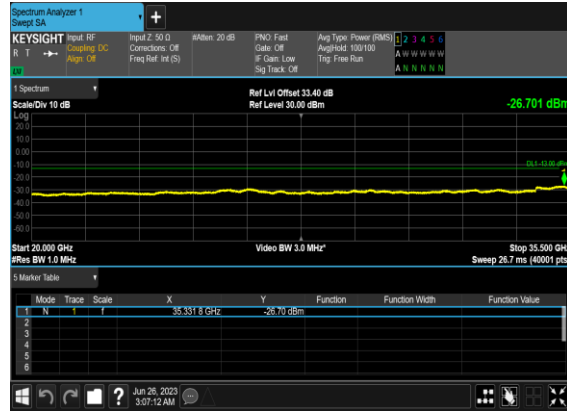 Spectrum Analyzer 1
Swept SA
+
KEYSIGHT Input: RF Input Z: 50 Ω #Atten: 20 dB PNO: Fast Avg Type: Power (RMS) 1 2 3 4 5 6
R T Coupling: DC Corrections: Off Gate: Off Avg|Hold: 100/100 A W W W W W
Align: Off Freq Ref: Int (S) IF Gain: Low Trig: Free Run
Sig Track: Off A N N N N N
1 Spectrum
Ref Lvl Offset 33.40 dB
Scale/Div 10 dB Ref Level 30.00 dBm -26.701 dBm
Log
20.0
10.0
0.00
-10.0
DL1 -13.00 dBm
-20.0
-30.0
-40.0
-50.0
-60.0
Start 20.000 GHz Video BW 3.0 MHz* Stop 35.500 GHz
#Res BW 1.0 MHz Sweep 26.7 ms (40001 pts)
5 Marker Table
Mode Trace Scale X Y Function Function Width Function Value
1 N 1 f 35.331 8 GHz -26.70 dBm
2
3
4
5
6
? Jun 26, 2023
3:07:12 AM